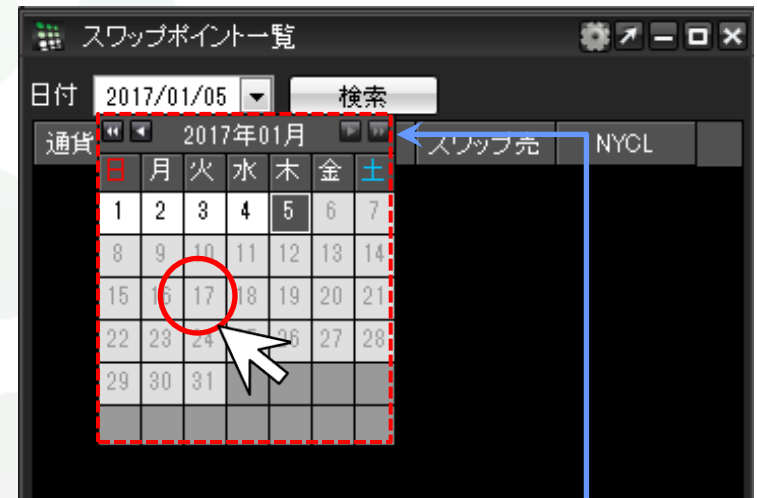 スワップポイント一覧
日付 2017/01/05 検索
通貨 スワップ売 NYCL
2017年01月
日 月 火 水 木 金 土
1 2 3 4 5 6 7
8 9 10 11 12 13 14
15 16 17 18 19 20 21
22 23 24 26 27 28
29 30 31